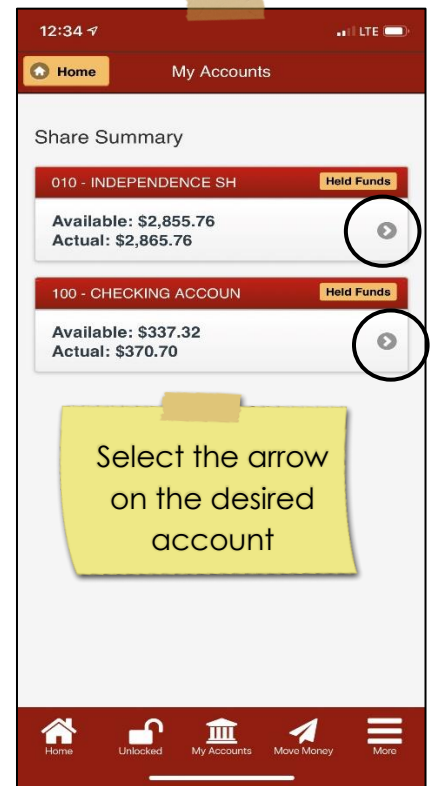 12:34 LTE
Home My Accounts
Share Summary
010 - INDEPENDENCE SH Held Funds
Available: $2,855.76
Actual: $2,865.76
100 - CHECKING ACCOUN Held Funds
Available: $337.32
Actual: $370.70
Select the arrow
on the desired
account
Home Unlocked My Accounts Move Money More